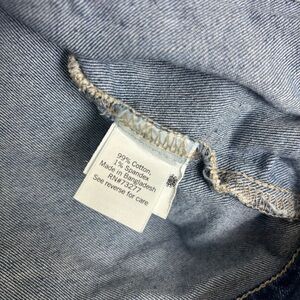 99% Cotton,
1% Spandex
Made in Bangladesh
RN#73277
See reverse for care